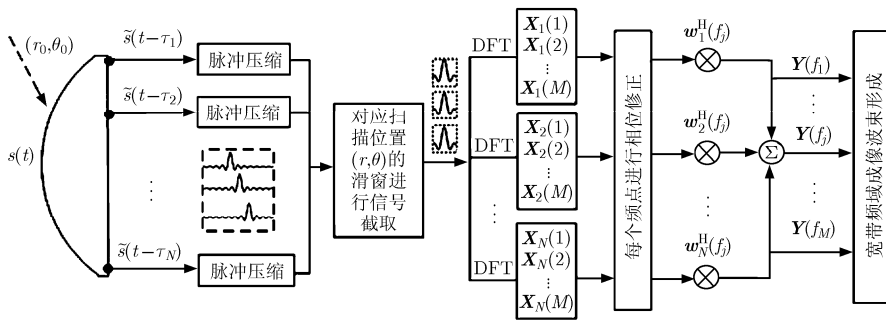 (r₀,θ₀)
s(t)
s̃(t−τ₁)
s̃(t−τ₂)
⋮
s̃(t−τN)
脉冲压缩
脉冲压缩
脉冲压缩
对应扫
描位置
(r,θ)的
滑窗进
行信号
截取
DFT
X₁(1)
X₁(2)
…
X₁(M)
DFT
X₂(1)
X₂(2)
…
X₂(M)
⋮
DFT
X_N(1)
X_N(2)
…
X_N(M)
每个频点进行相位修正
w₁ᴴ(f_j)
w₂ᴴ(f_j)
⋮
w_Nᴴ(f_j)
Σ
Y(f₁)
⋮
Y(f_j)
⋮
Y(f_M)
宽带频域成像波束形成